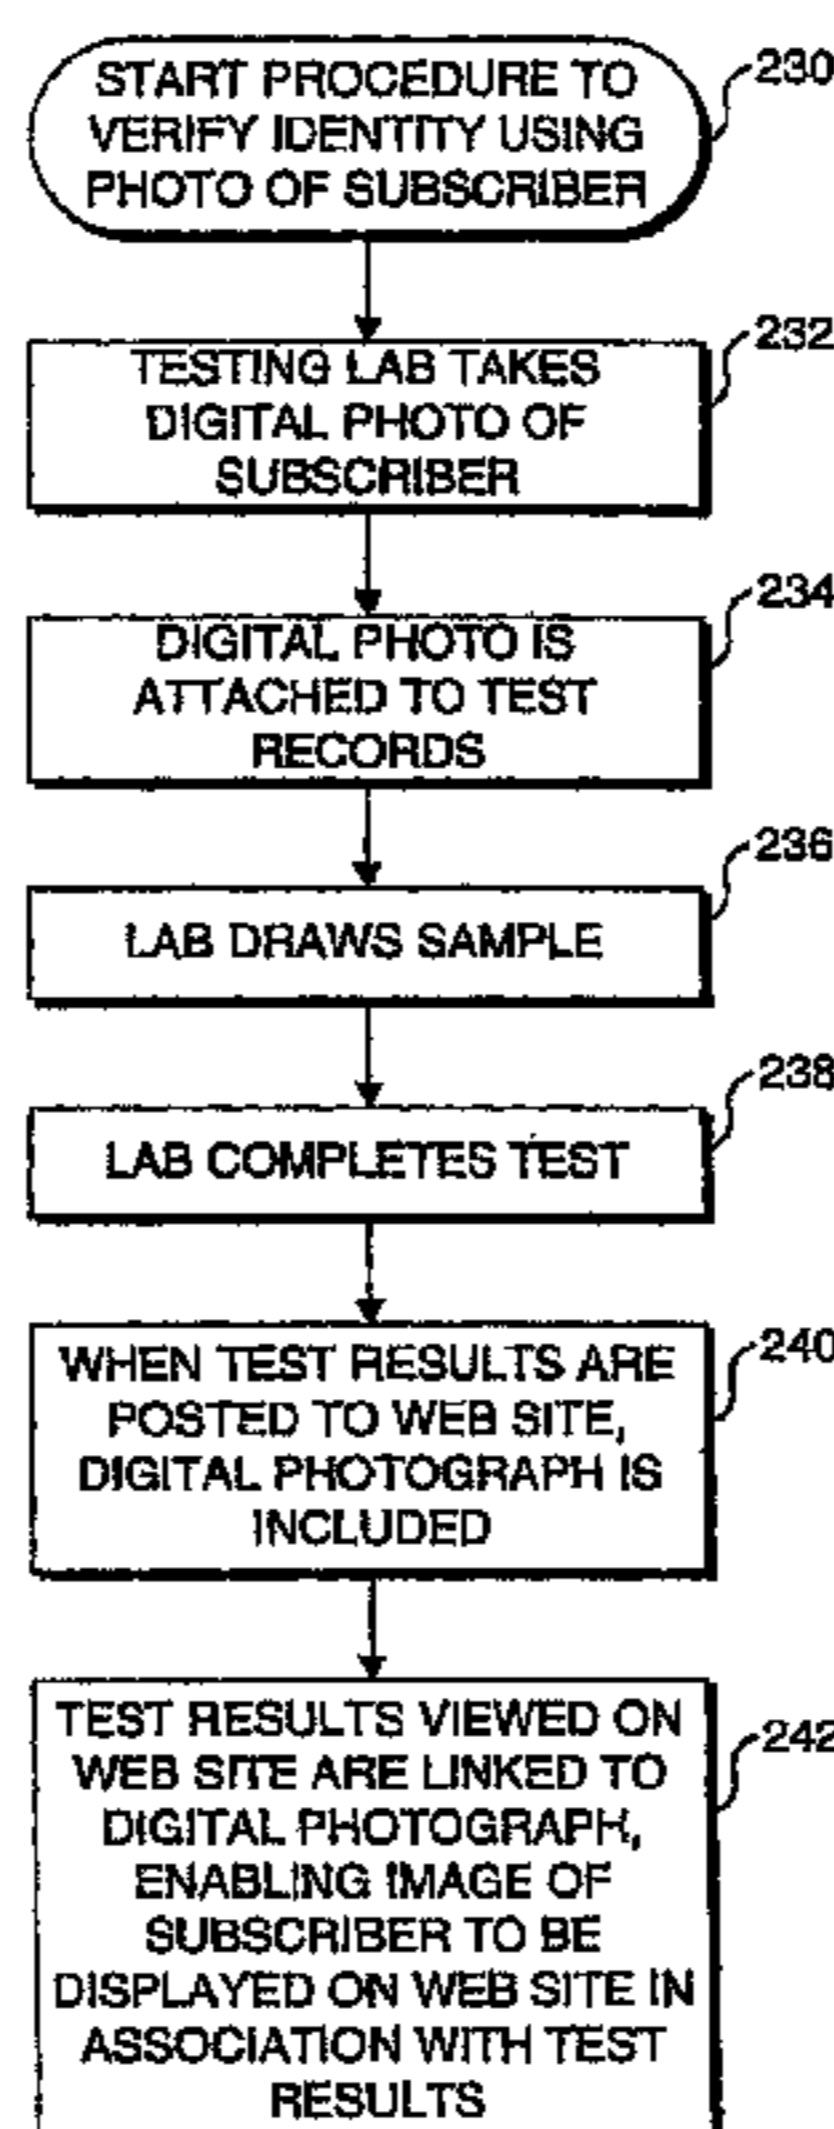 START PROCEDURE TO
VERIFY IDENTITY USING
PHOTO OF SUBSCRIBER
230
TESTING LAB TAKES
DIGITAL PHOTO OF
SUBSCRIBER
232
DIGITAL PHOTO IS
ATTACHED TO TEST
RECORDS
234
LAB DRAWS SAMPLE
236
LAB COMPLETES TEST
238
WHEN TEST RESULTS ARE
POSTED TO WEB SITE,
DIGITAL PHOTOGRAPH IS
INCLUDED
240
TEST RESULTS VIEWED ON
WEB SITE ARE LINKED TO
DIGITAL PHOTOGRAPH,
ENABLING IMAGE OF
SUBSCRIBER TO BE
DISPLAYED ON WEB SITE IN
ASSOCIATION WITH TEST
RESULTS
242